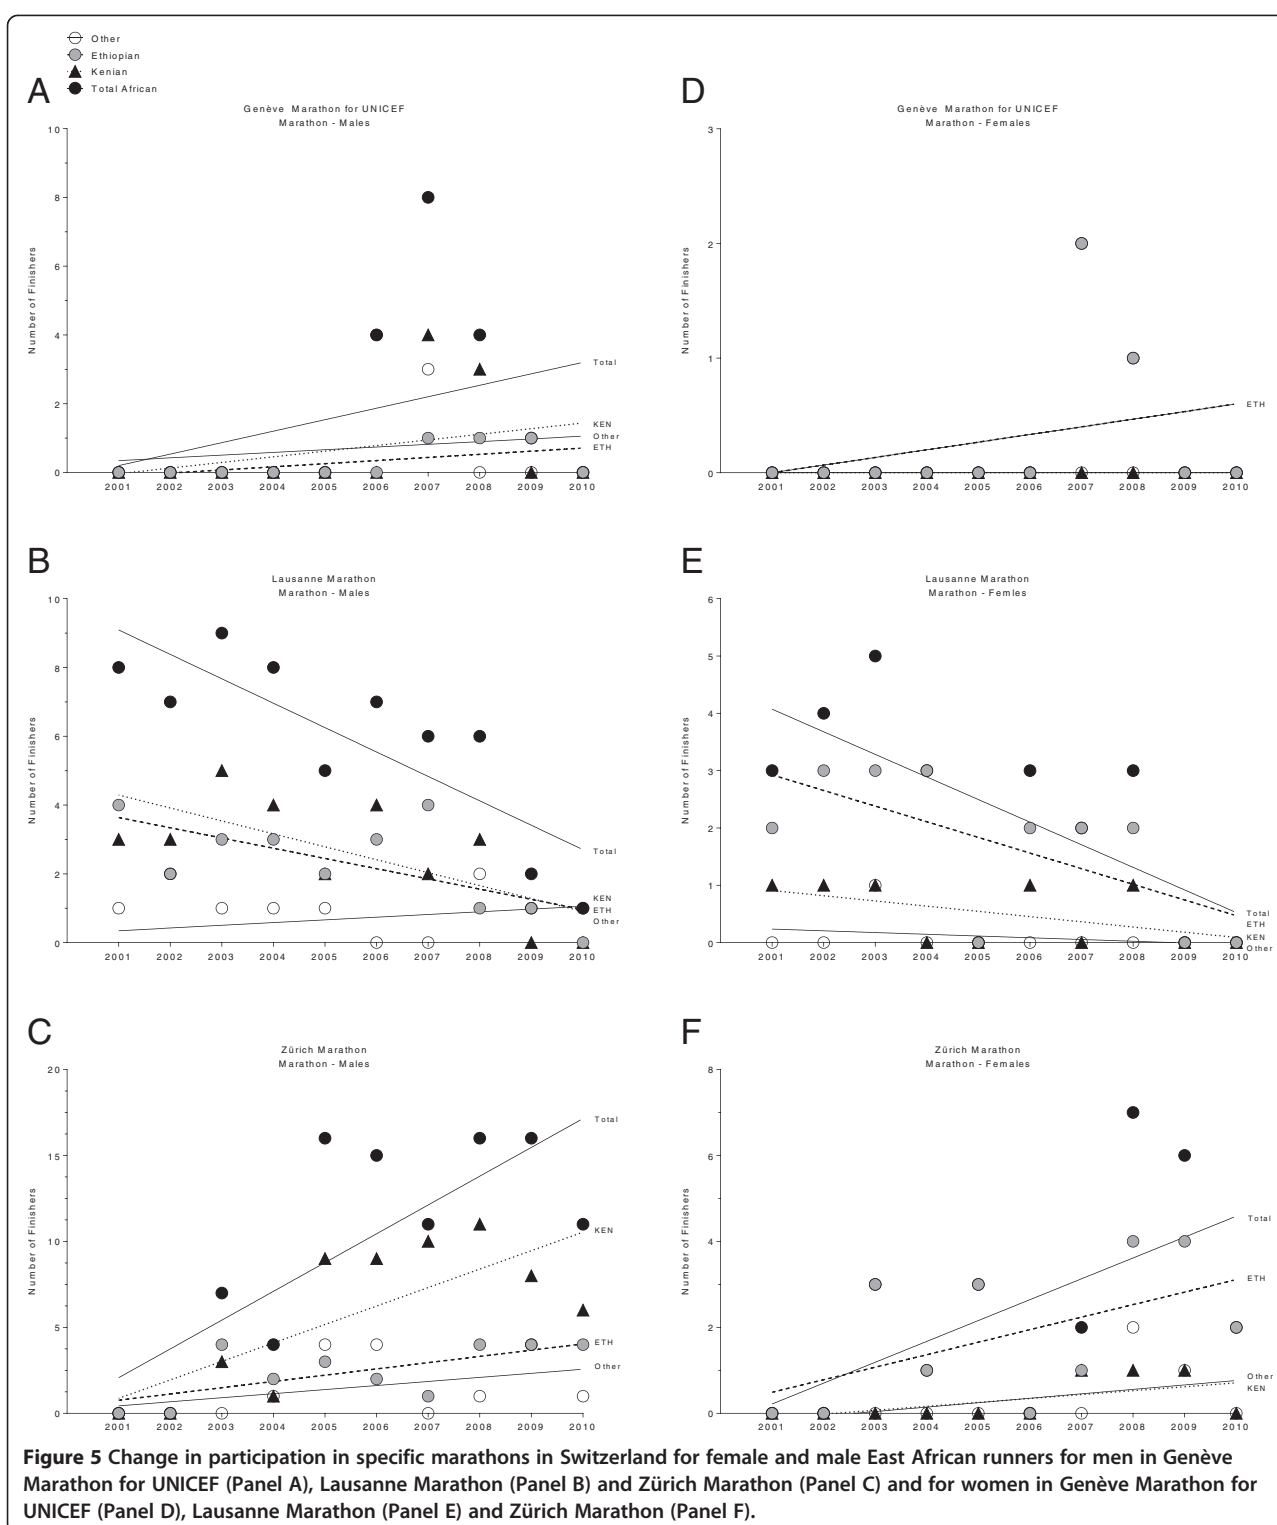 Other
Ethiopian
Kenian
Total African
A
Genève Marathon for UNICEF
Marathon - Males
Number of Finishers
10
8
6
4
2
0
Total
KEN
Other
ETH
2001 2002 2003 2004 2005 2006 2007 2008 2009 2010
D
Genève Marathon for UNICEF
Marathon - Females
Number of Finishers
3
2
1
0
ETH
2001 2002 2003 2004 2005 2006 2007 2008 2009 2010
B
Lausanne Marathon
Marathon - Males
Number of Finishers
10
8
6
4
2
0
Total
KEN
ETH
Other
2001 2002 2003 2004 2005 2006 2007 2008 2009 2010
E
Lausanne Marathon
Marathon - Femles
Number of Finishers
6
5
4
3
2
1
0
Total
ETH
KEN
Other
2001 2002 2003 2004 2005 2006 2007 2008 2009 2010
C
Zürich Marathon
Marathon - Males
Number of Finishers
20
15
10
5
0
Total
KEN
ETH
Other
2001 2002 2003 2004 2005 2006 2007 2008 2009 2010
F
Zürich Marathon
Marathon - Females
Number of Finishers
8
6
4
2
0
Total
ETH
Other
KEN
2001 2002 2003 2004 2005 2006 2007 2008 2009 2010
Figure 5 Change in participation in specific marathons in Switzerland for female and male East African runners for men in Genève
Marathon for UNICEF (Panel A), Lausanne Marathon (Panel B) and Zürich Marathon (Panel C) and for women in Genève Marathon for
UNICEF (Panel D), Lausanne Marathon (Panel E) and Zürich Marathon (Panel F).